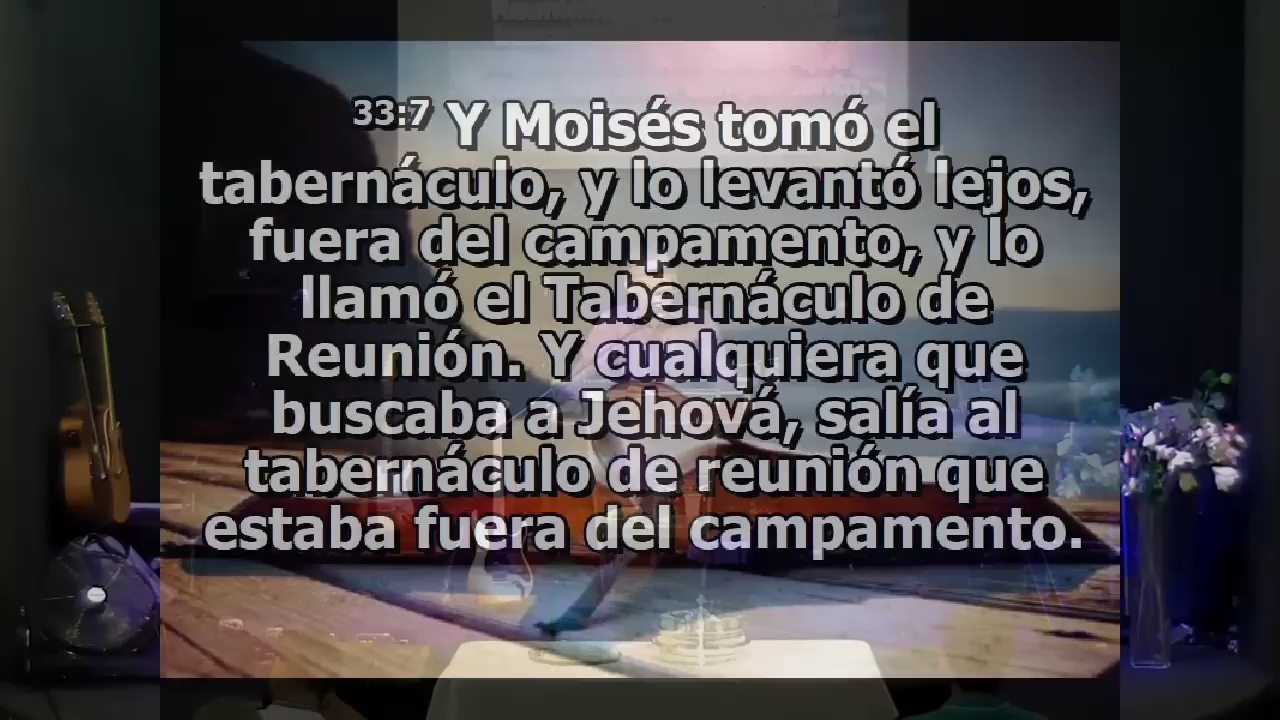 33:7 Y Moisés tomó el
tabernáculo, y lo levantó lejos,
fuera del campamento, y lo
llamó el Tabernáculo de
Reunión. Y cualquiera que
buscaba a Jehová, salía al
tabernáculo de reunión que
estaba fuera del campamento.